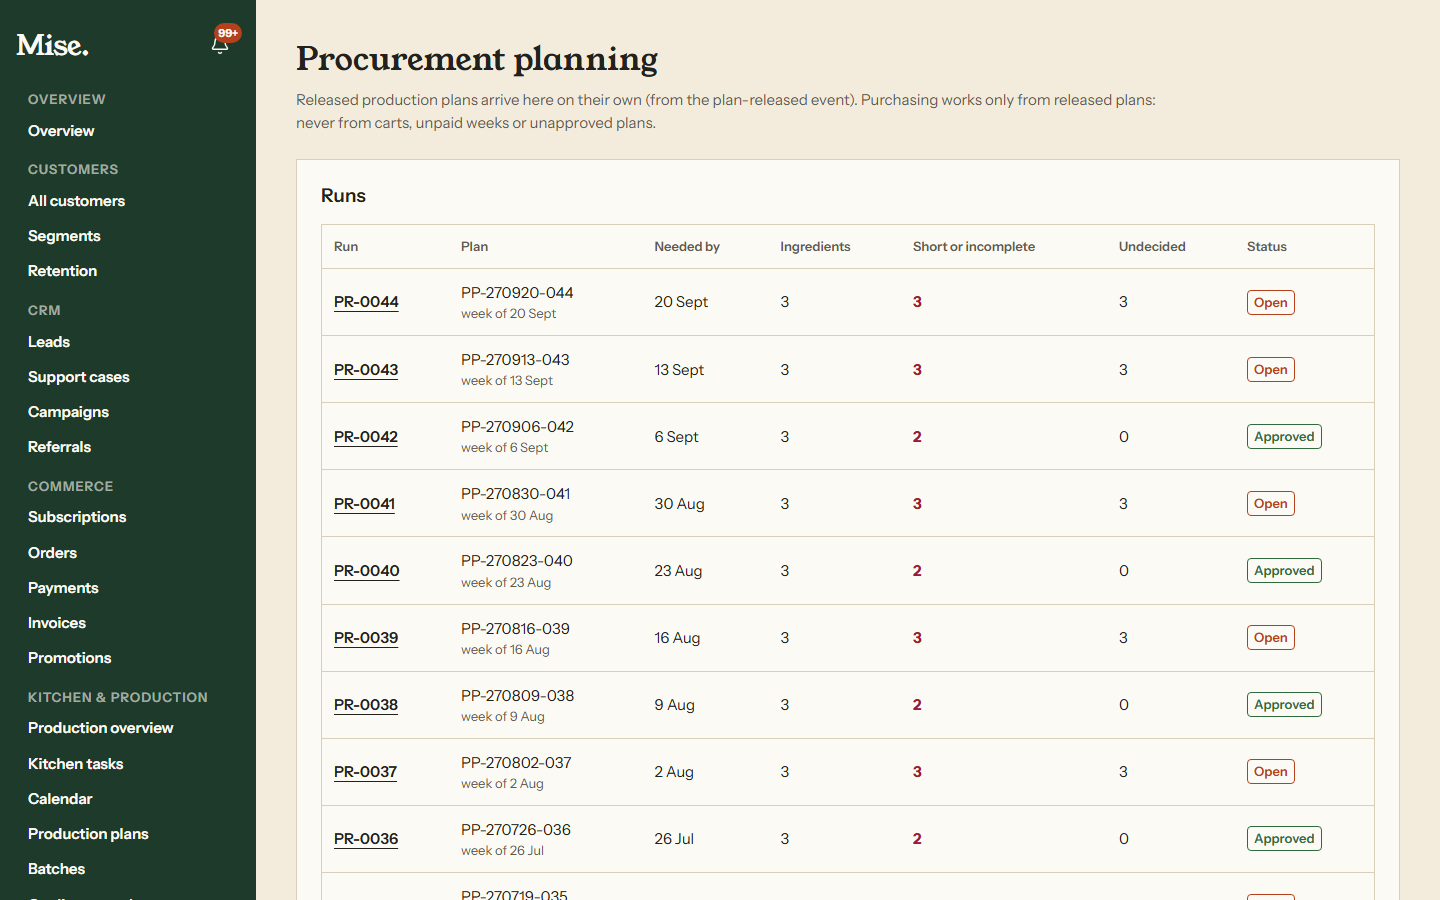 Mise.
99+
OVERVIEW
Overview
CUSTOMERS
All customers
Segments
Retention
CRM
Leads
Support cases
Campaigns
Referrals
COMMERCE
Subscriptions
Orders
Payments
Invoices
Promotions
KITCHEN & PRODUCTION
Production overview
Kitchen tasks
Calendar
Production plans
Batches
Procurement planning
Released production plans arrive here on their own (from the plan-released event). Purchasing works only from released plans:
never from carts, unpaid weeks or unapproved plans.
Runs
Run Plan Needed by Ingredients Short or incomplete Undecided Status
PR-0044 PP-270920-044 20 Sept 3 3 3 Open
week of 20 Sept
PR-0043 PP-270913-043 13 Sept 3 3 3 Open
week of 13 Sept
PR-0042 PP-270906-042 6 Sept 3 2 0 Approved
week of 6 Sept
PR-0041 PP-270830-041 30 Aug 3 3 3 Open
week of 30 Aug
PR-0040 PP-270823-040 23 Aug 3 2 0 Approved
week of 23 Aug
PR-0039 PP-270816-039 16 Aug 3 3 3 Open
week of 16 Aug
PR-0038 PP-270809-038 9 Aug 3 2 0 Approved
week of 9 Aug
PR-0037 PP-270802-037 2 Aug 3 3 3 Open
week of 2 Aug
PR-0036 PP-270726-036 26 Jul 3 2 0 Approved
week of 26 Jul
PP-270719-035